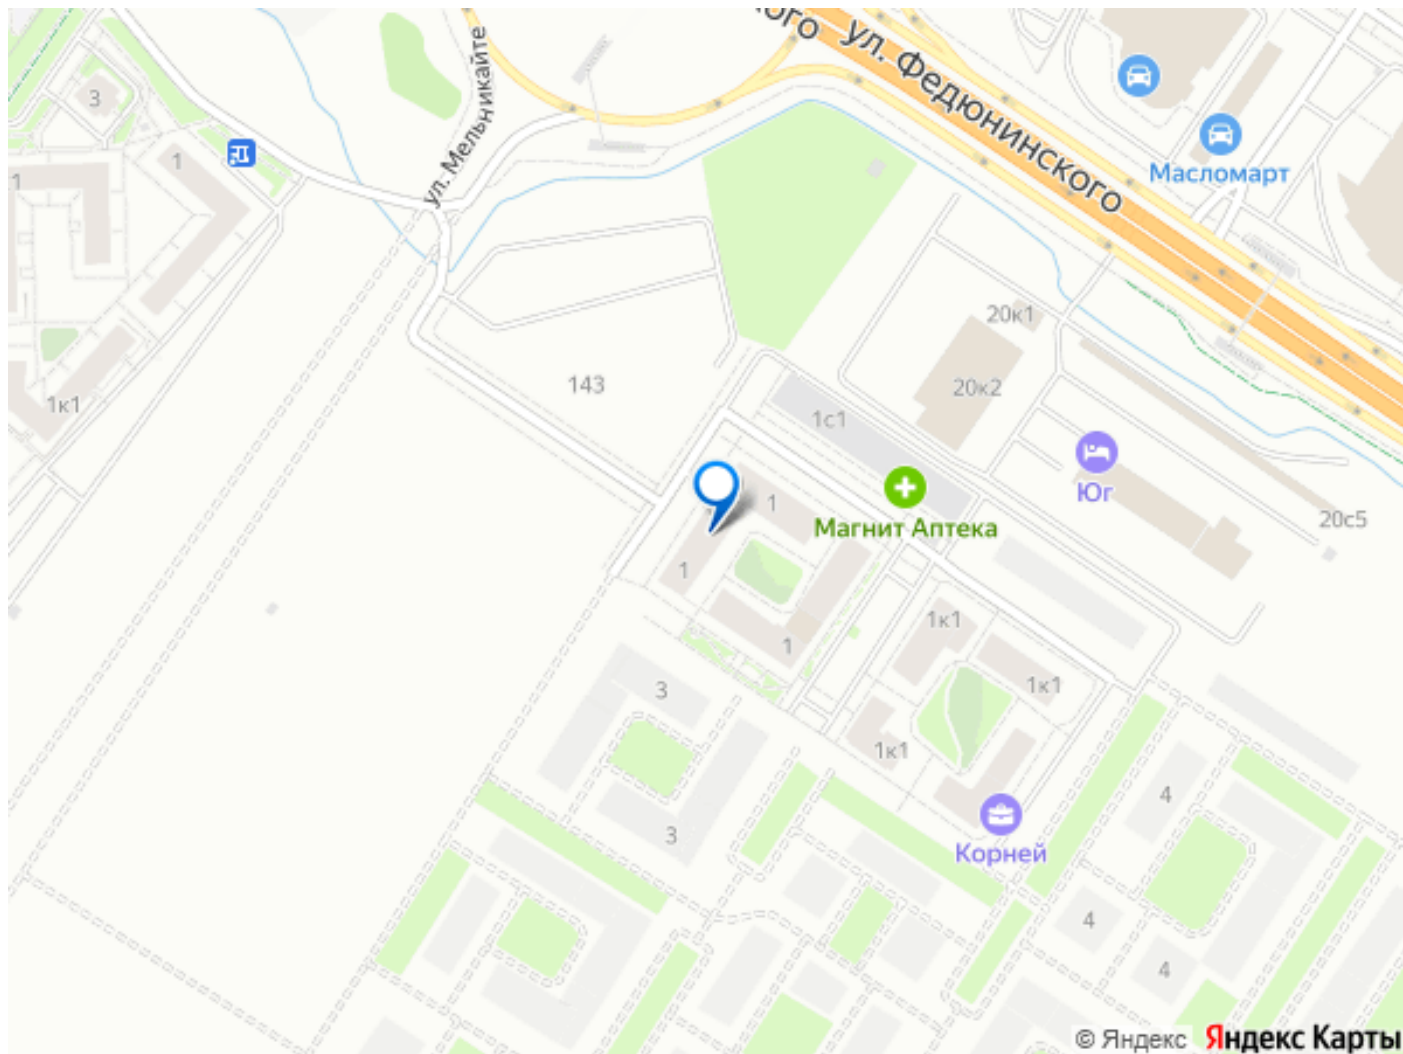 ого
ул. Федюнинского
ул. Мельникайте
Масломарт
3
1
1
1к1
143
20к1
20к2
1с1
Юг
20с5
Магнит Аптека
1
1
1
1к1
1к1
1к1
3
3
Корней
4
4
4
© Яндекс Яндекс Карты